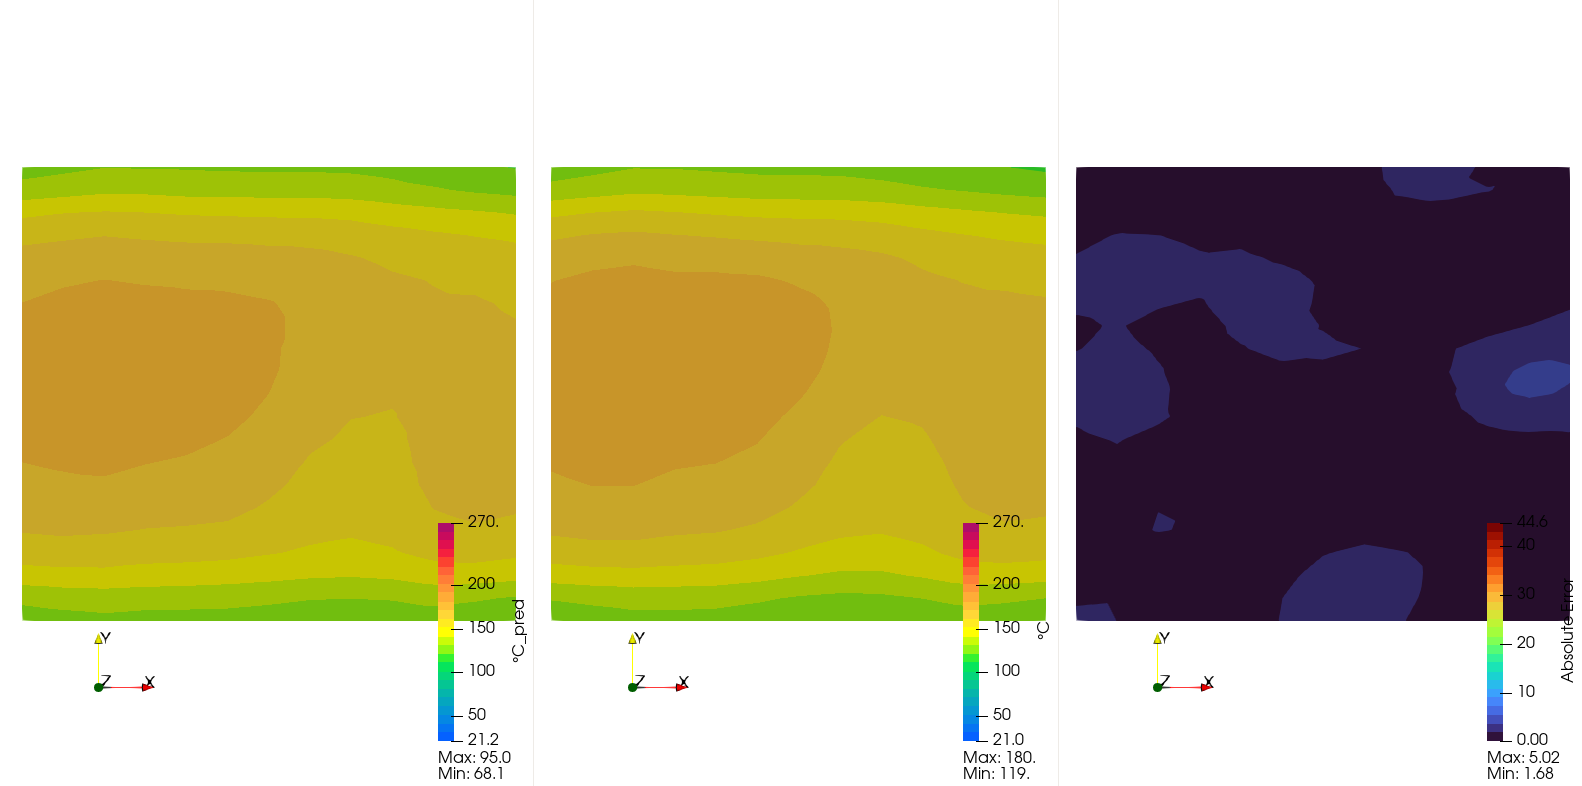 270.
200
150
100
50
21.2
°C_pred
Max: 95.0
Min: 68.1
Y
Z
X
270.
200
150
100
50
21.0
°C
Max: 180.
Min: 119.
Y
Z
X
44.6
40
30
20
10
0.00
Absolute Error
Max: 5.02
Min: 1.68
Y
Z
X